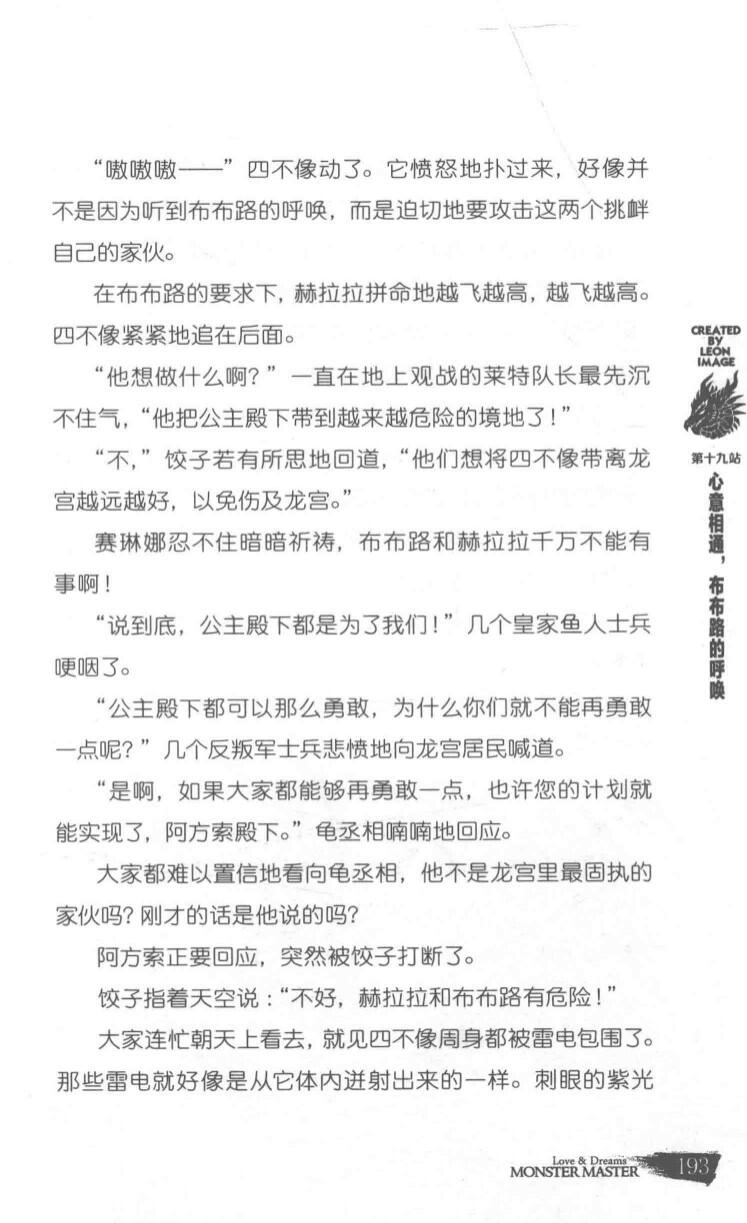 “嗷嗷嗷——”四不像动了。它愤怒地扑过来，好像并
不是因为听到布布路的呼唤，而是迫切地要攻击这两个挑衅
自己的家伙。
在布布路的要求下，赫拉拉拼命地越飞越高，越飞越高。
四不像紧紧地追在后面。
“他想做什么啊？”一直在地上观战的莱特队长最先沉
不住气，“他把公主殿下带到越来越危险的境地了！”
“不，”饺子若有所思地回道，“他们想将四不像带离龙
宫越远越好，以免伤及龙宫。”
赛琳娜忍不住暗暗祈祷，布布路和赫拉拉千万不能有
事啊！
“说到底，公主殿下都是为了我们！”几个皇家鱼人士兵
哽咽了。
“公主殿下都可以那么勇敢，为什么你们就不能再勇敢
一点呢？”几个反叛军士兵悲愤地向龙宫居民喊道。
“是啊，如果大家都能够再勇敢一点，也许您的计划就
能实现了，阿方索殿下。”龟丞相喃喃地回应。
大家都难以置信地看向龟丞相，他不是龙宫里最固执的
家伙吗？刚才的话是他说的吗？
阿方索正要回应，突然被饺子打断了。
饺子指着天空说：“不好，赫拉拉和布布路有危险！”
大家连忙朝天上看去，就见四不像周身都被雷电包围了。
那些雷电就好像是从它体内迸射出来的一样。刺眼的紫光
CREATED
BY
LEON
IMAGE
第十九站
心意相通，布布路的呼唤
Love & Dreams
MONSTER MASTER
193